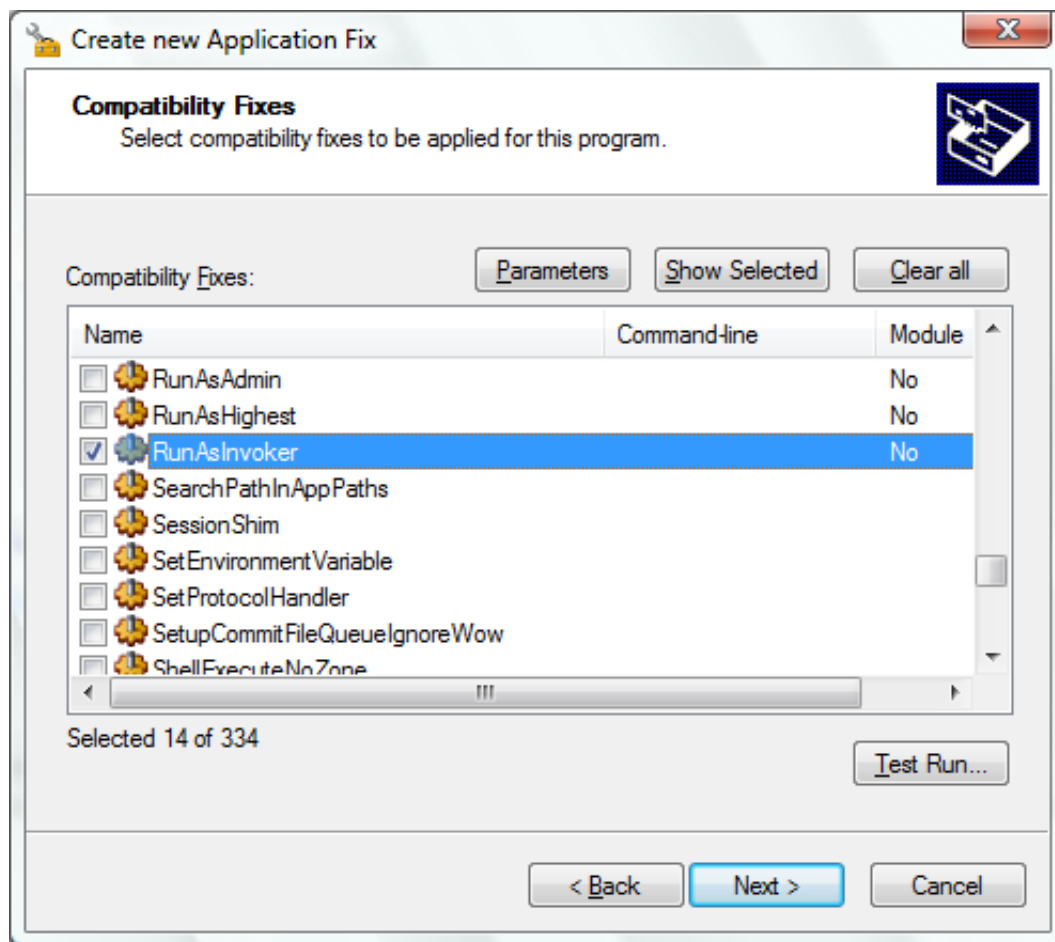 Create new Application Fix
Compatibility Fixes
Select compatibility fixes to be applied for this program.
Compatibility Fixes: Parameters Show Selected Clear all
Name Command-line Module
RunAsAdmin No
RunAsHighest No
RunAsInvoker No
SearchPathInAppPaths
SessionShim
SetEnvironmentVariable
SetProtocolHandler
SetupCommitFileQueueIgnoreWow
ShellExecuteNoZone
Selected 14 of 334
Test Run...
< Back Next > Cancel